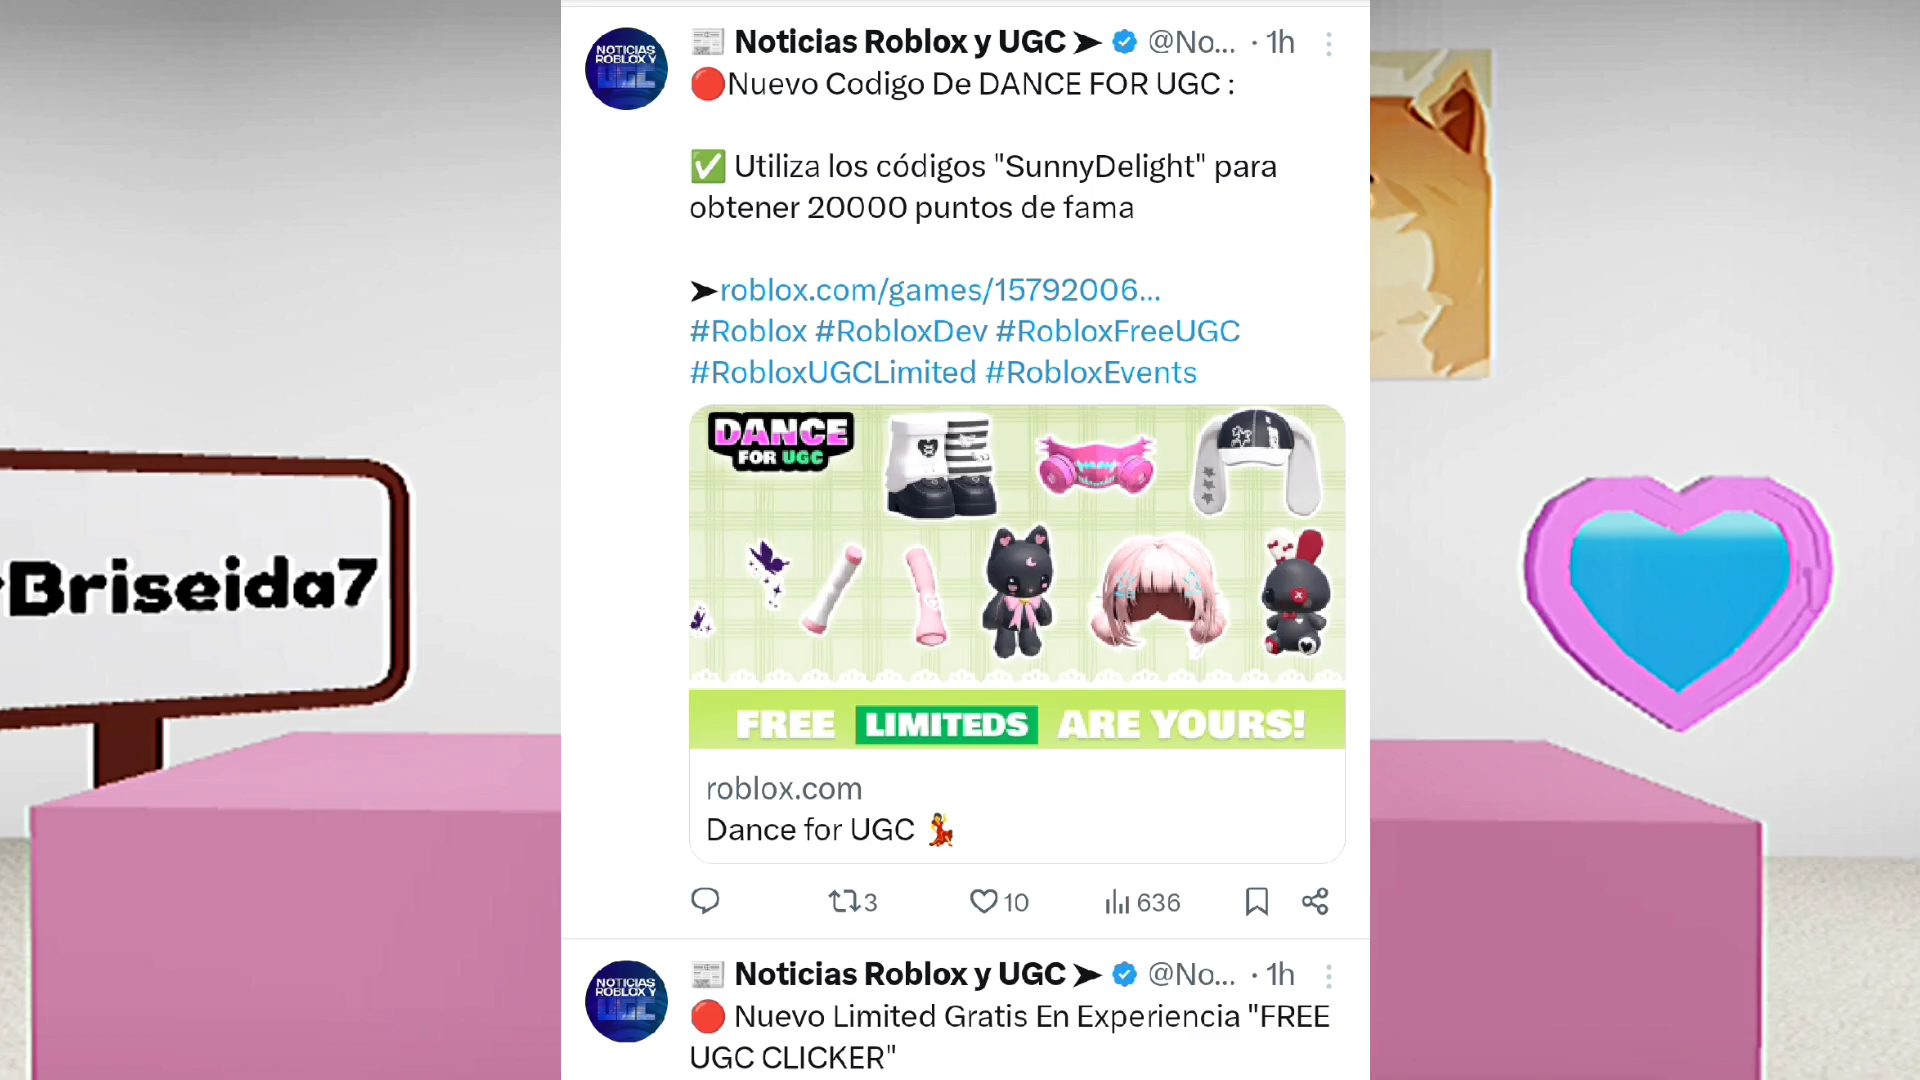 NOTICIAS
ROBLOX Y
UGC
📰 Noticias Roblox y UGC ➤ @No... · 1h
🔴Nuevo Codigo De DANCE FOR UGC :
✅ Utiliza los códigos "SunnyDelight" para
obtener 20000 puntos de fama
➤roblox.com/games/15792006...
#Roblox #RobloxDev #RobloxFreeUGC
#RobloxUGCLimited #RobloxEvents
DANCE
FOR UGC
FREE LIMITEDS ARE YOURS!
roblox.com
Dance for UGC 💃
3 10 636
Briseida7
NOTICIAS
ROBLOX Y
UGC
📰 Noticias Roblox y UGC ➤ @No... · 1h
🔴 Nuevo Limited Gratis En Experiencia "FREE
UGC CLICKER"